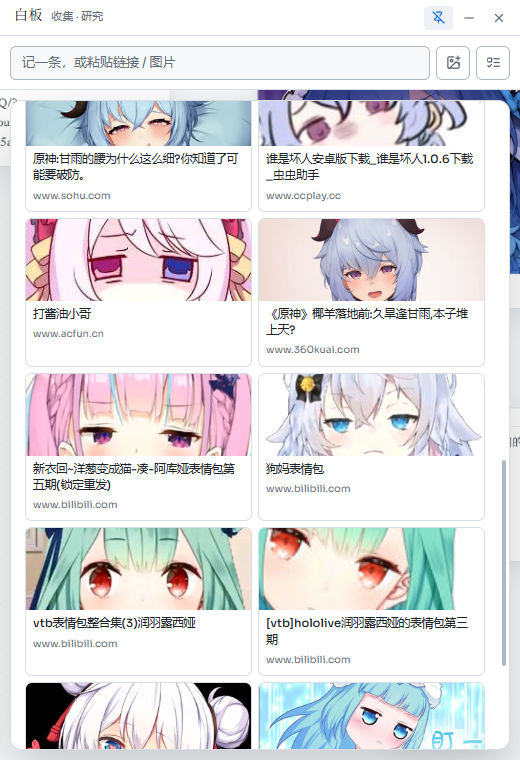 白板 收集·研究
记一条，或粘贴链接 / 图片
原神:甘雨的腰为什么这么细?你知道了可
能要破防。
www.sohu.com
谁是坏人安卓版下载_谁是坏人1.0.6下载
_虫虫助手
www.ccplay.cc
打酱油小哥
www.acfun.cn
《原神》椰羊落地前:久旱逢甘雨,本子堆
上天?
www.360kuai.com
新衣回~洋葱变成猫-凑-阿库娅表情包第
五期(锁定重发)
www.bilibili.com
狗妈表情包
www.bilibili.com
vtb表情包整合集(3)润羽露西娅
www.bilibili.com
[vtb]hololive润羽露西娅的表情包第三
期
www.bilibili.com